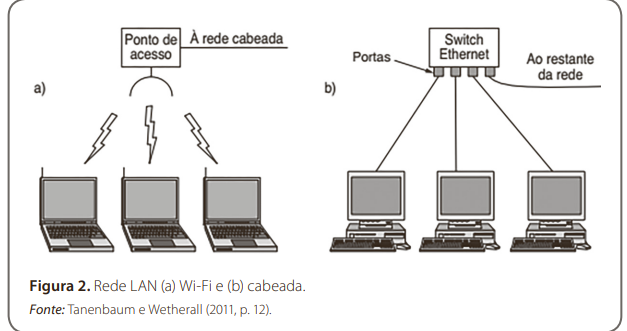 Ponto de
acesso
À rede cabeada
a)
Switch
Ethernet
Portas
Ao restante
da rede
b)
Figura 2. Rede LAN (a) Wi-Fi e (b) cabeada.
Fonte: Tanenbaum e Wetherall (2011, p. 12).